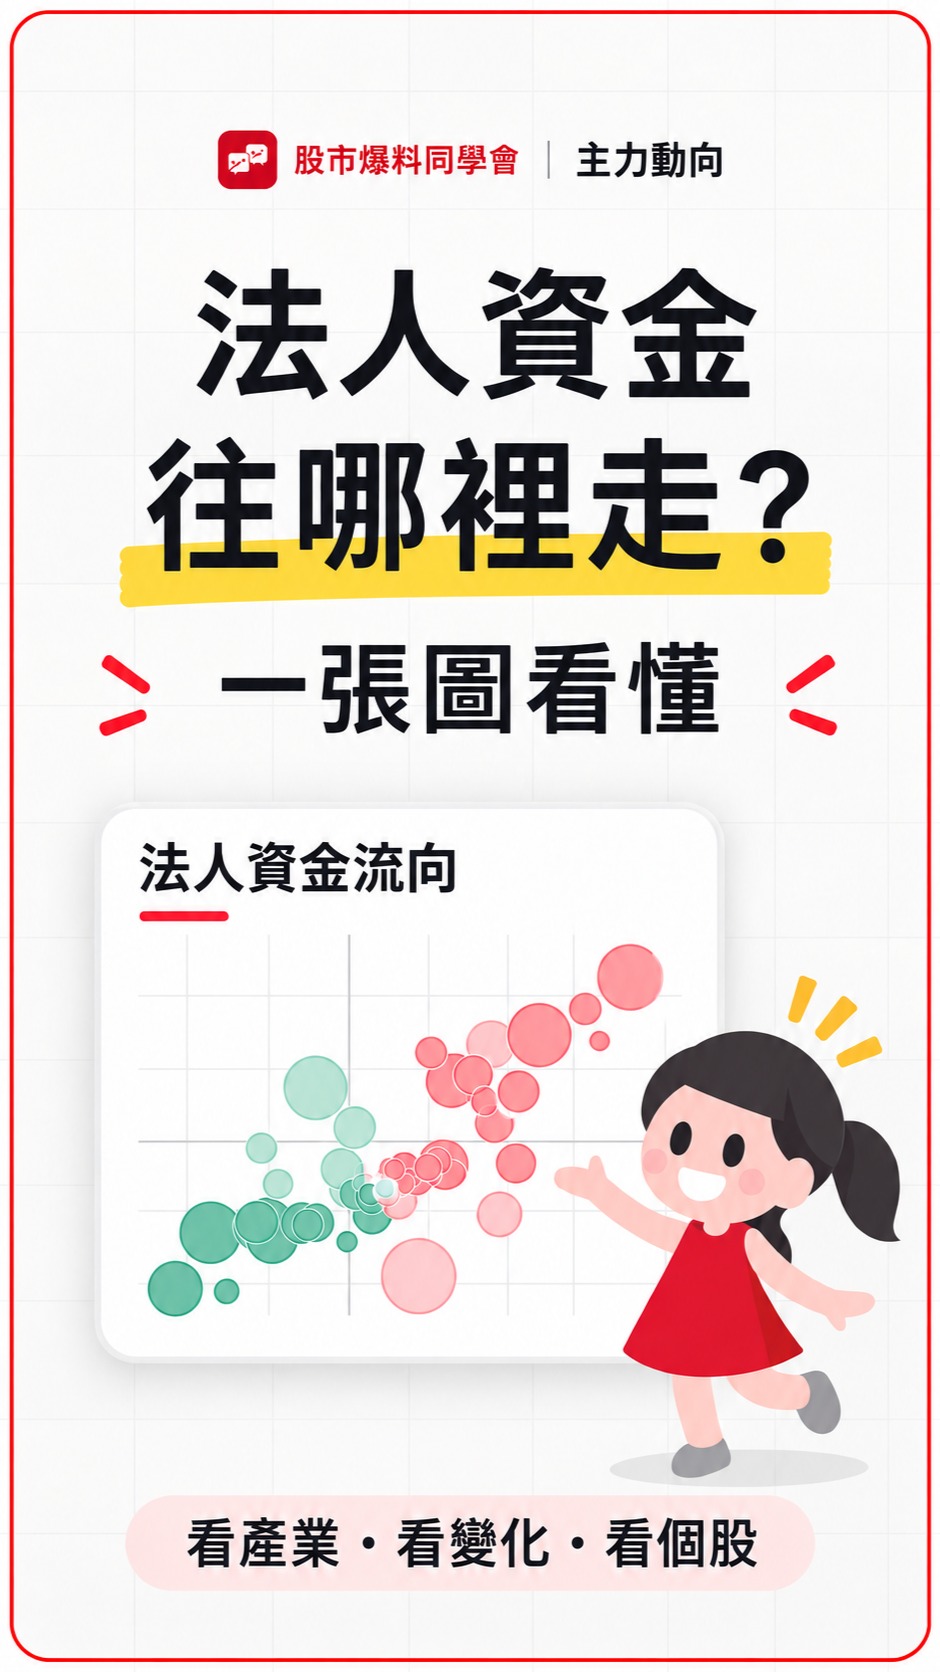 股市爆料同學會｜主力動向
法人資金
往哪裡走?
一張圖看懂
法人資金流向
看產業・看變化・看個股